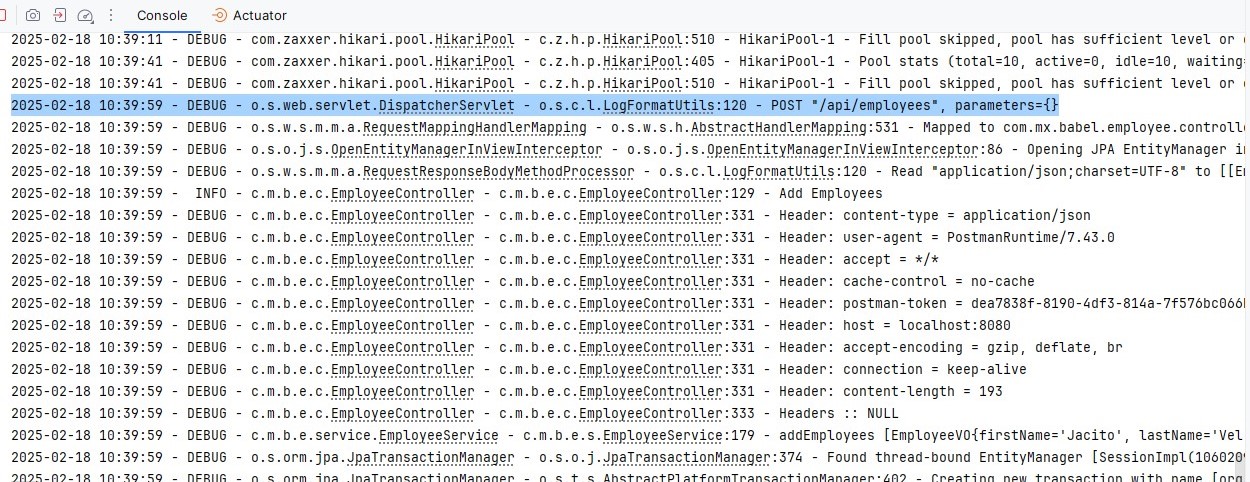 Console Actuator
2025-02-18 10:39:11 - DEBUG - com.zaxxer.hikari.pool.HikariPool - c.z.h.p.HikariPool:510 - HikariPool-1 - Fill pool skipped, pool has sufficient level or
2025-02-18 10:39:41 - DEBUG - com.zaxxer.hikari.pool.HikariPool - c.z.h.p.HikariPool:405 - HikariPool-1 - Pool stats (total=10, active=0, idle=10, waiting=
2025-02-18 10:39:41 - DEBUG - com.zaxxer.hikari.pool.HikariPool - c.z.h.p.HikariPool:510 - HikariPool-1 - Fill pool skipped, pool has sufficient level or
2025-02-18 10:39:59 - DEBUG - o.s.web.servlet.DispatcherServlet - o.s.c.l.LogFormatUtils:120 - POST "/api/employees", parameters={}
2025-02-18 10:39:59 - DEBUG - o.s.w.s.m.m.a.RequestMappingHandlerMapping - o.s.w.s.h.AbstractHandlerMapping:531 - Mapped to com.mx.babel.employee.controlle
2025-02-18 10:39:59 - DEBUG - o.s.o.j.s.OpenEntityManagerInViewInterceptor - o.s.o.j.s.OpenEntityManagerInViewInterceptor:86 - Opening JPA EntityManager in
2025-02-18 10:39:59 - DEBUG - o.s.w.s.m.m.a.RequestResponseBodyMethodProcessor - o.s.c.l.LogFormatUtils:120 - Read "application/json;charset=UTF-8" to [[Em
2025-02-18 10:39:59 - INFO - c.m.b.e.c.EmployeeController - c.m.b.e.c.EmployeeController:129 - Add Employees
2025-02-18 10:39:59 - DEBUG - c.m.b.e.c.EmployeeController - c.m.b.e.c.EmployeeController:331 - Header: content-type = application/json
2025-02-18 10:39:59 - DEBUG - c.m.b.e.c.EmployeeController - c.m.b.e.c.EmployeeController:331 - Header: user-agent = PostmanRuntime/7.43.0
2025-02-18 10:39:59 - DEBUG - c.m.b.e.c.EmployeeController - c.m.b.e.c.EmployeeController:331 - Header: accept = */*
2025-02-18 10:39:59 - DEBUG - c.m.b.e.c.EmployeeController - c.m.b.e.c.EmployeeController:331 - Header: cache-control = no-cache
2025-02-18 10:39:59 - DEBUG - c.m.b.e.c.EmployeeController - c.m.b.e.c.EmployeeController:331 - Header: postman-token = dea7838f-8190-4df3-814a-7f576bc066
2025-02-18 10:39:59 - DEBUG - c.m.b.e.c.EmployeeController - c.m.b.e.c.EmployeeController:331 - Header: host = localhost:8080
2025-02-18 10:39:59 - DEBUG - c.m.b.e.c.EmployeeController - c.m.b.e.c.EmployeeController:331 - Header: accept-encoding = gzip, deflate, br
2025-02-18 10:39:59 - DEBUG - c.m.b.e.c.EmployeeController - c.m.b.e.c.EmployeeController:331 - Header: connection = keep-alive
2025-02-18 10:39:59 - DEBUG - c.m.b.e.c.EmployeeController - c.m.b.e.c.EmployeeController:331 - Header: content-length = 193
2025-02-18 10:39:59 - DEBUG - c.m.b.e.c.EmployeeController - c.m.b.e.c.EmployeeController:333 - Headers :: NULL
2025-02-18 10:39:59 - DEBUG - c.m.b.e.service.EmployeeService - c.m.b.e.s.EmployeeService:179 - addEmployees [EmployeeVO{firstName='Jacito', lastName='Vel
2025-02-18 10:39:59 - DEBUG - o.s.orm.jpa.JpaTransactionManager - o.s.o.j.JpaTransactionManager:374 - Found thread-bound EntityManager [SessionImpl(1060209
2025-02-18 10:39:59 - DEBUG - o.s.orm.jpa.JpaTransactionManager - o.s.t.s.AbstractPlatformTransactionManager:402 - Creating new transaction with name [org